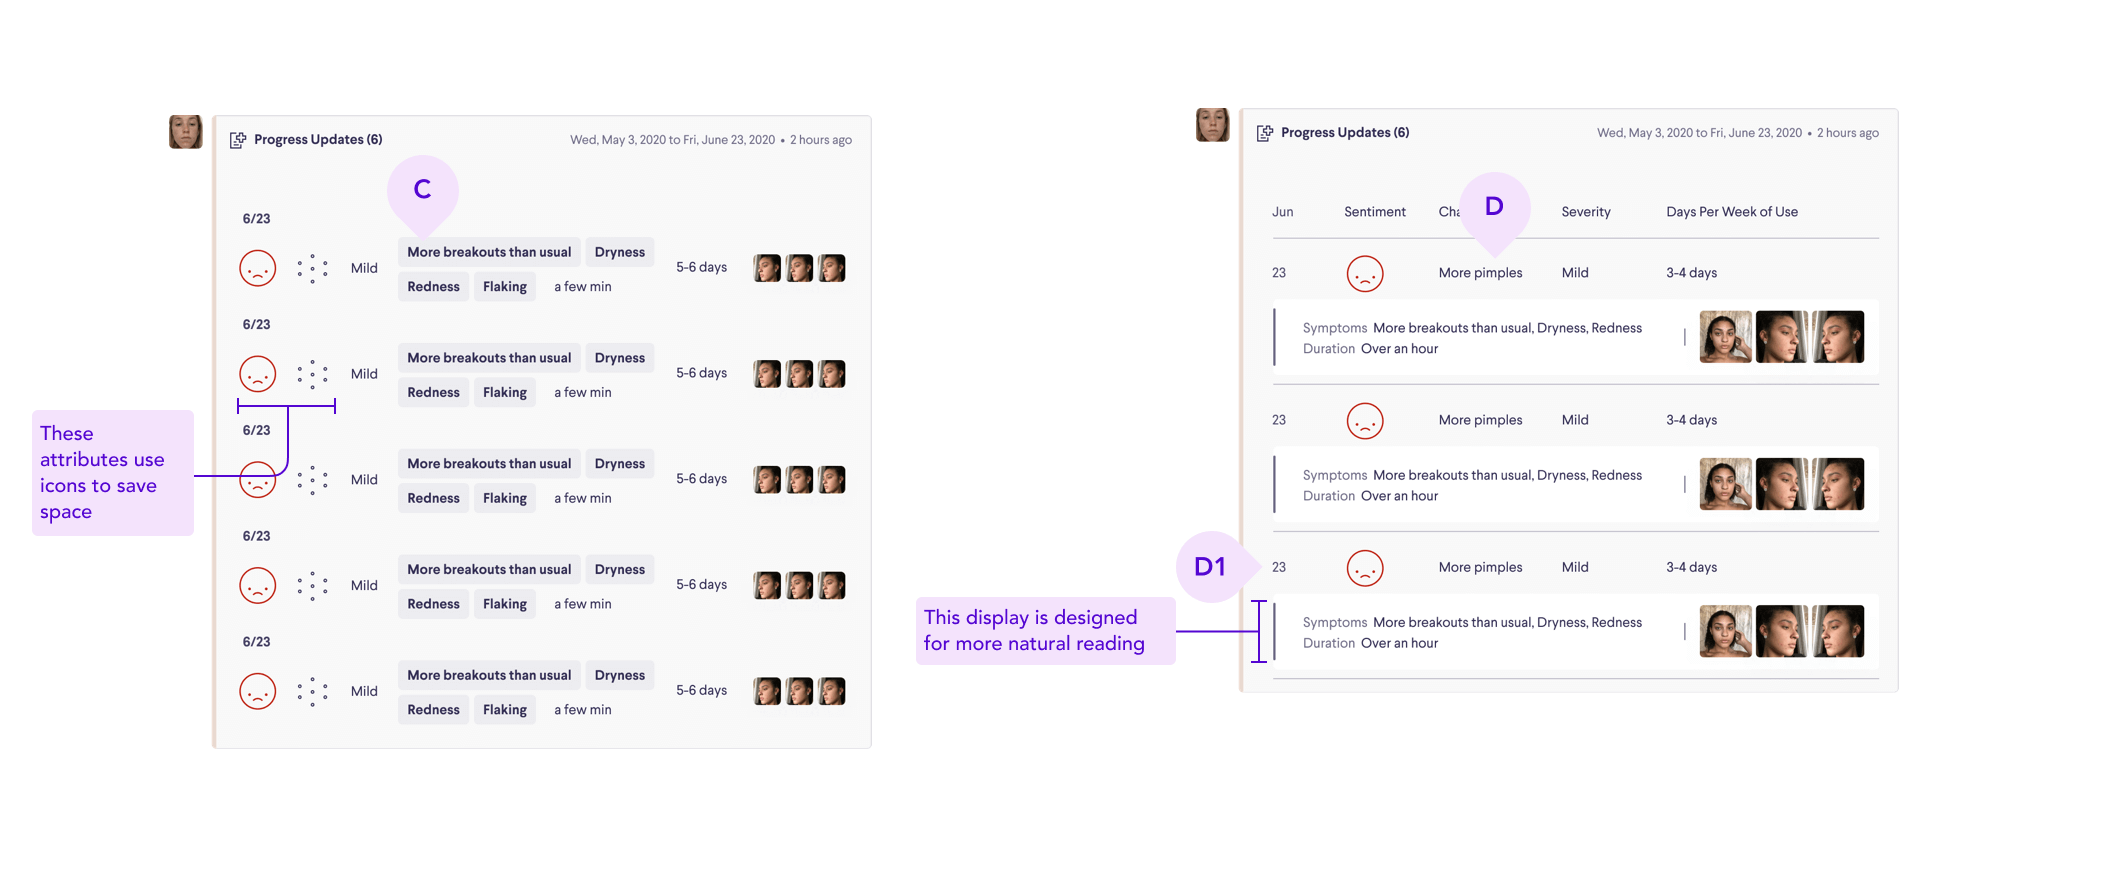 Progress Updates (6)
Wed, May 3, 2020 to Fri, June 23, 2020 • 2 hours ago
C
6/23
Mild
More breakouts than usual Dryness
Redness Flaking a few min
5-6 days
6/23
Mild
More breakouts than usual Dryness
Redness Flaking a few min
5-6 days
These
attributes use
icons to save
space
6/23
Mild
More breakouts than usual Dryness
Redness Flaking a few min
5-6 days
6/23
Mild
More breakouts than usual Dryness
Redness Flaking a few min
5-6 days
6/23
Mild
More breakouts than usual Dryness
Redness Flaking a few min
5-6 days
Progress Updates (6)
Wed, May 3, 2020 to Fri, June 23, 2020 • 2 hours ago
D
Jun Sentiment Cha Severity Days Per Week of Use
23 More pimples Mild 3-4 days
Symptoms More breakouts than usual, Dryness, Redness
Duration Over an hour
23 More pimples Mild 3-4 days
Symptoms More breakouts than usual, Dryness, Redness
Duration Over an hour
D1
23 More pimples Mild 3-4 days
This display is designed
for more natural reading
Symptoms More breakouts than usual, Dryness, Redness
Duration Over an hour